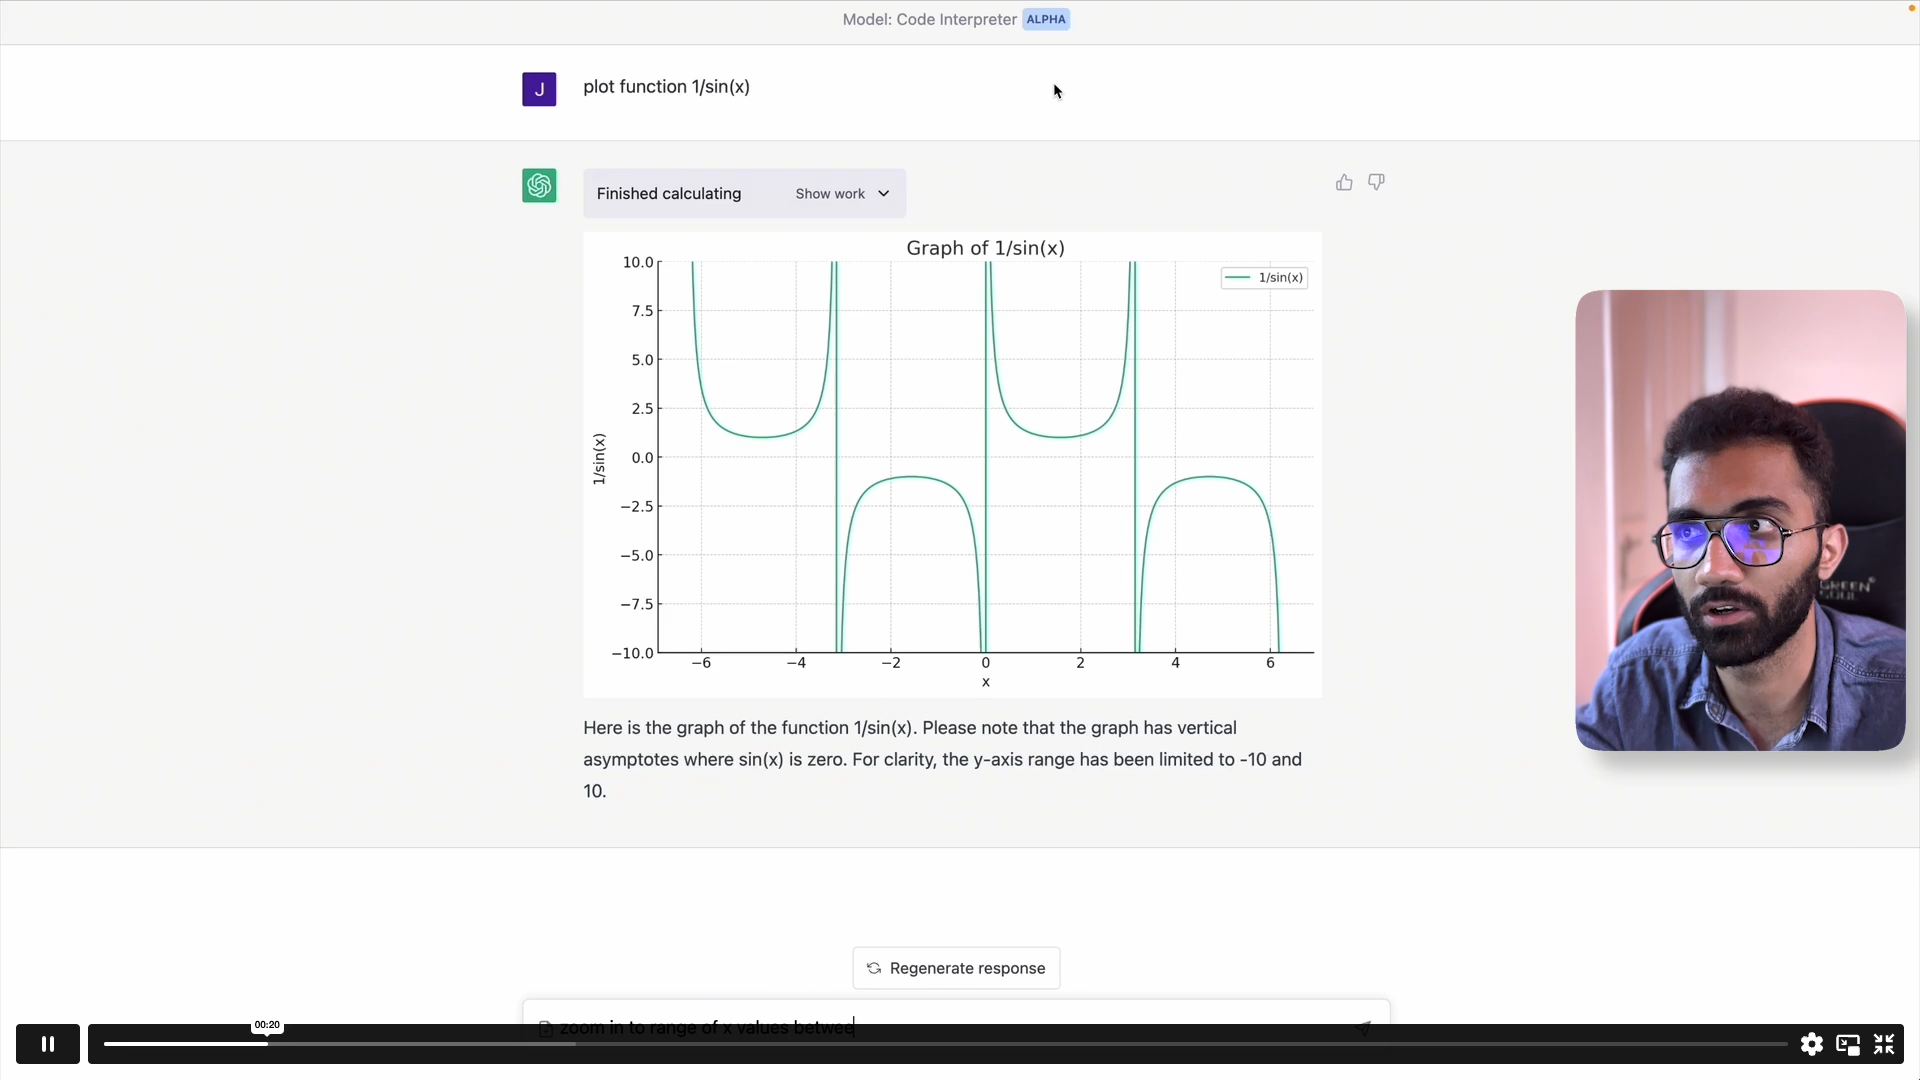 Model: Code Interpreter ALPHA
J
plot function 1/sin(x)
Finished calculating Show work
Graph of 1/sin(x)
1/sin(x)
10.0
7.5
5.0
2.5
0.0
−2.5
−5.0
−7.5
−10.0
1/sin(x)
−6 −4 −2 0 2 4 6
x
GREEN
SOUL
Here is the graph of the function 1/sin(x). Please note that the graph has vertical
asymptotes where sin(x) is zero. For clarity, the y-axis range has been limited to -10 and
10.
Regenerate response
zoom in to range of x values betwee
00:20